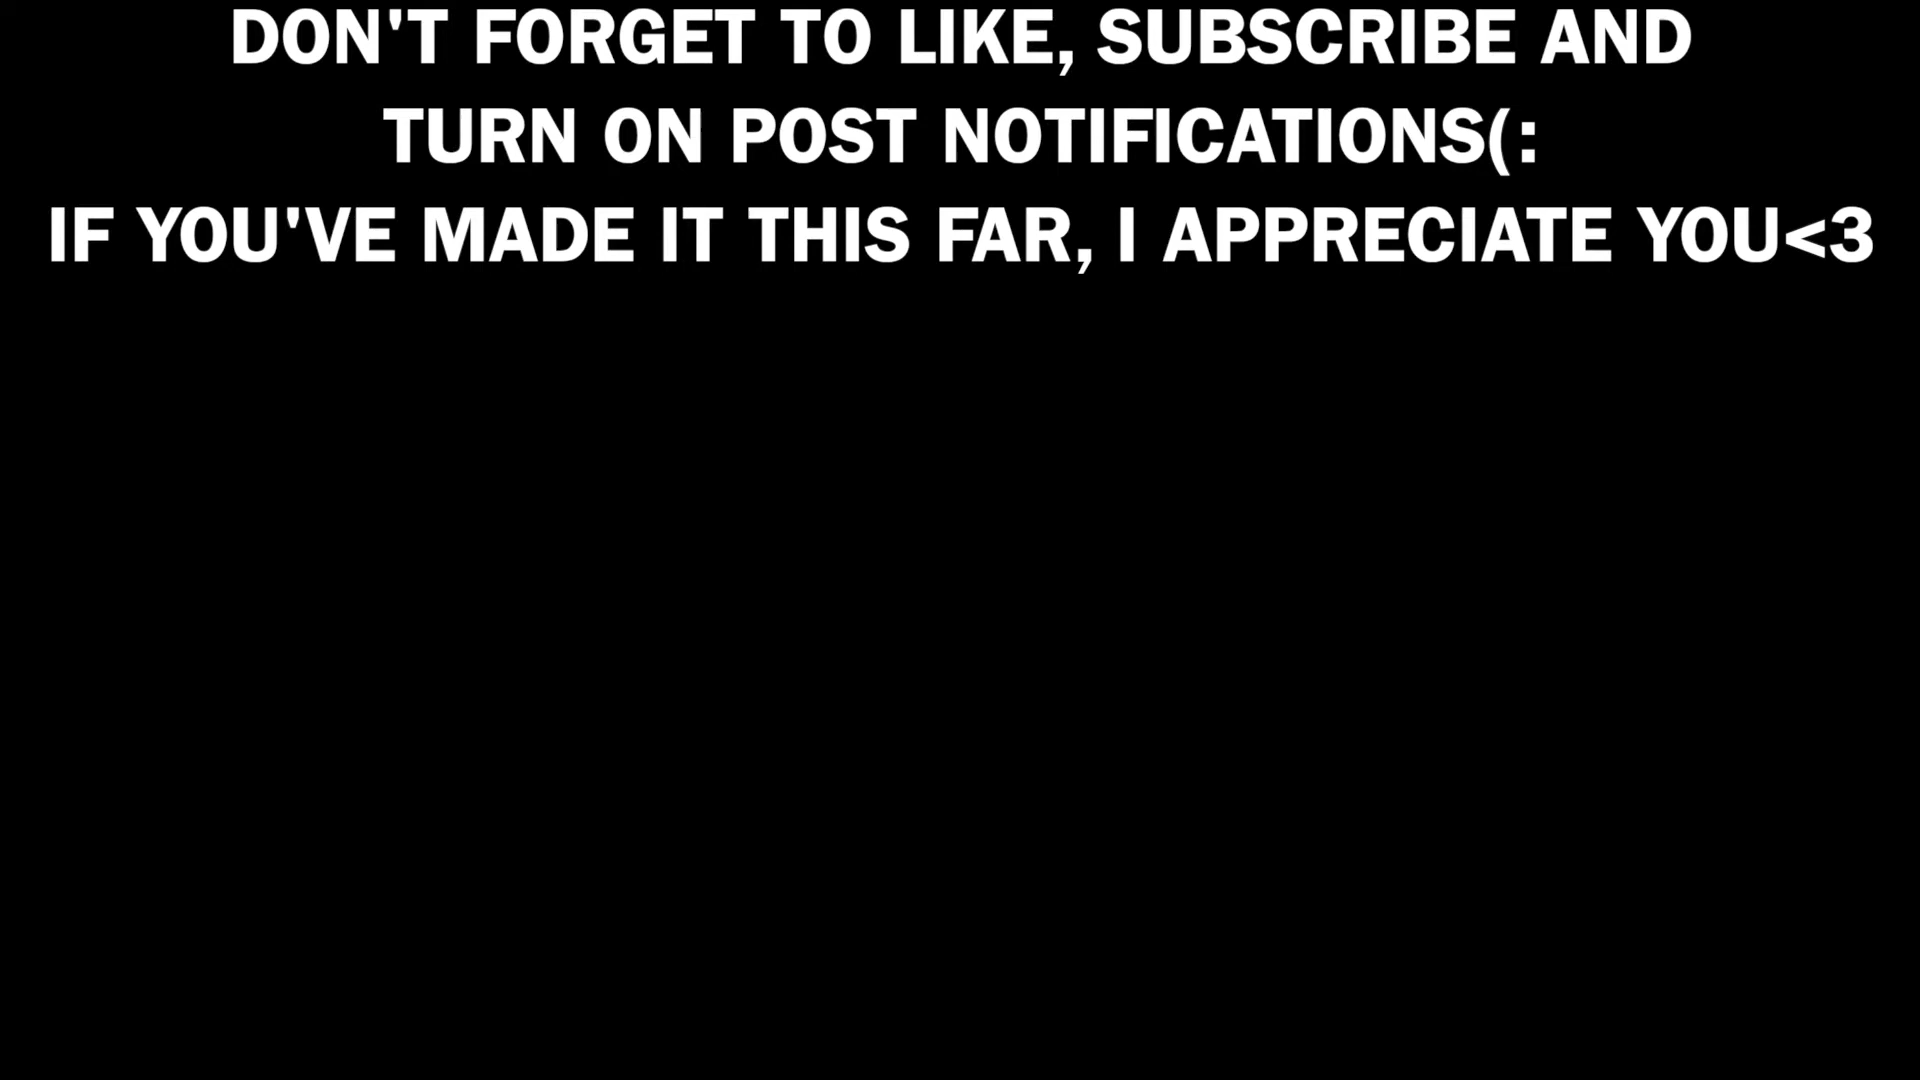 DON'T FORGET TO LIKE, SUBSCRIBE AND
TURN ON POST NOTIFICATIONS(:
IF YOU'VE MADE IT THIS FAR, I APPRECIATE YOU<3